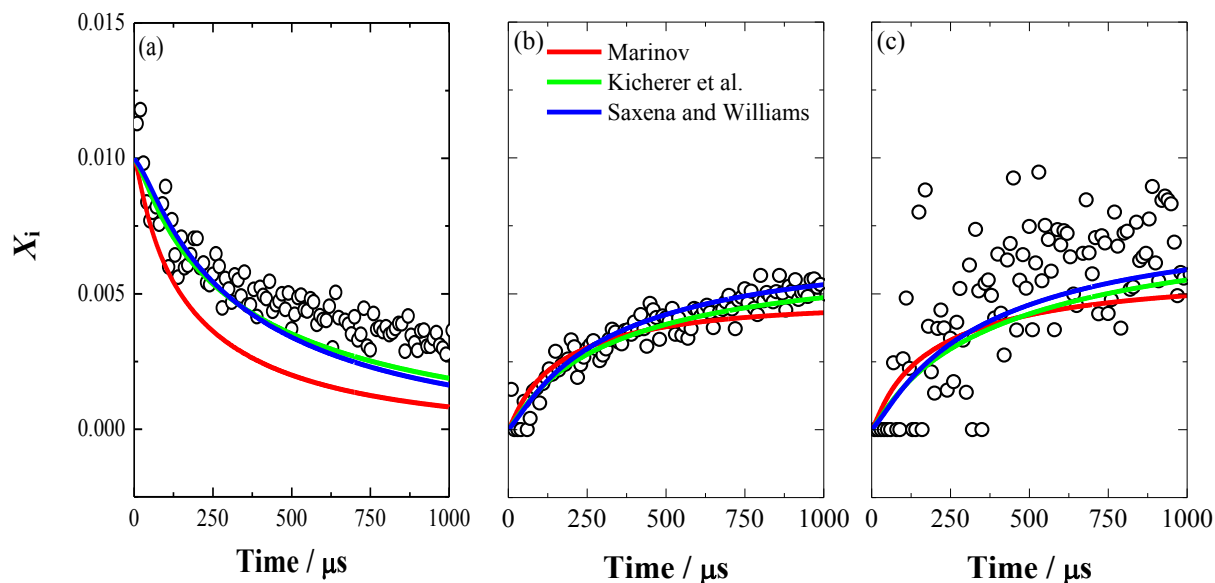 0.015
0.010
0.005
0.000
X_i
(a)
0 250 500 750 1000
Time / μs
(b)
Marinov
Kicherer et al.
Saxena and Williams
0 250 500 750 1000
Time / μs
(c)
0 250 500 750 1000
Time / μs